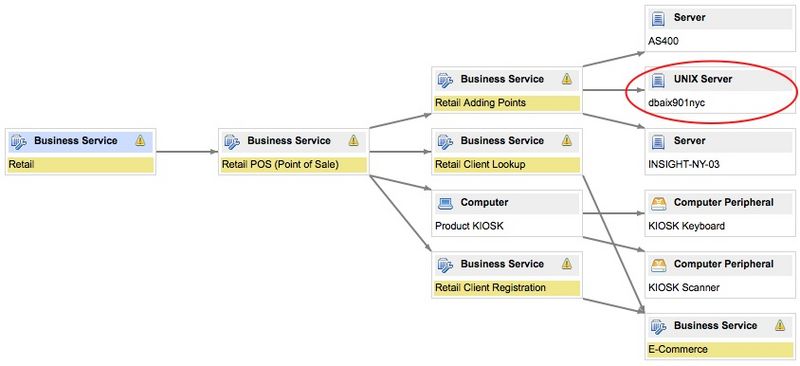 Business Service
Retail
Business Service
Retail POS (Point of Sale)
Business Service
Retail Adding Points
Business Service
Retail Client Lookup
Computer
Product KIOSK
Business Service
Retail Client Registration
Server
AS400
UNIX Server
dbaix901nyc
Server
INSIGHT-NY-03
Computer Peripheral
KIOSK Keyboard
Computer Peripheral
KIOSK Scanner
Business Service
E-Commerce